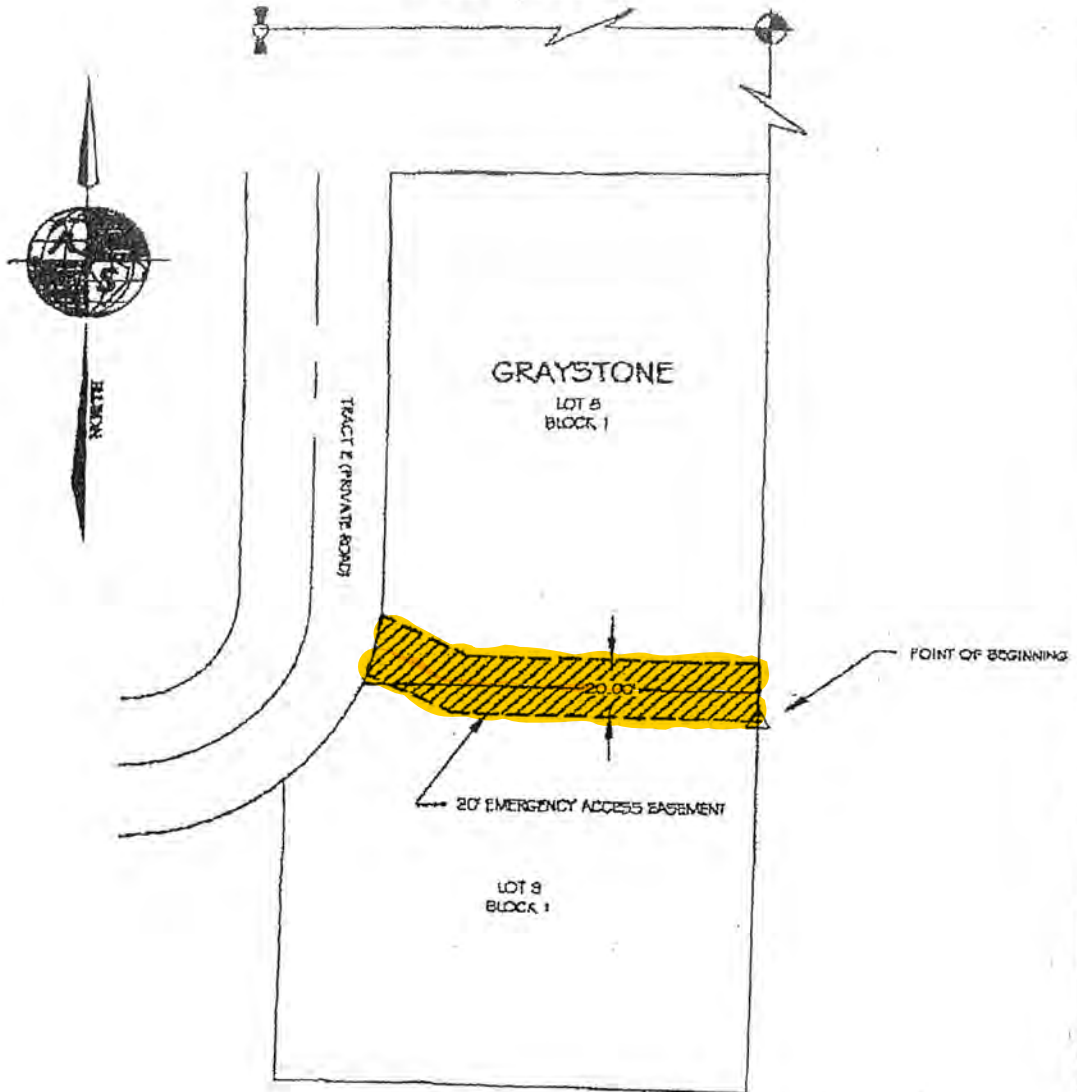 NORTH
GRAYSTONE
LOT 8
BLOCK 1
TRACT E (PRIVATE ROAD)
POINT OF BEGINNING
20.00'
20' EMERGENCY ACCESS EASEMENT
LOT 9
BLOCK 1